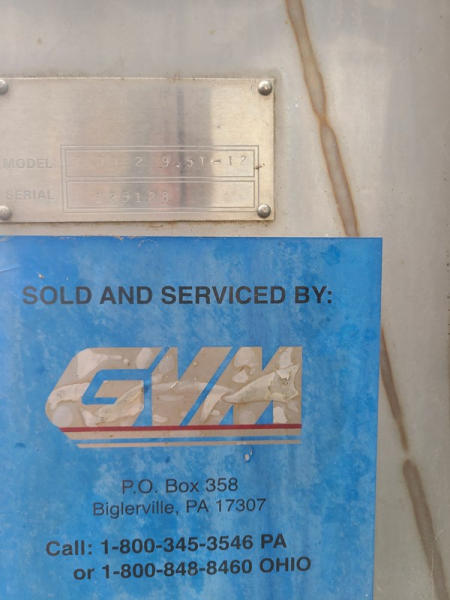 MODEL
SERIAL
SOLD AND SERVICED BY:
GVM
P.O. Box 358
Biglerville, PA 17307
Call: 1-800-345-3546 PA
or 1-800-848-8460 OHIO